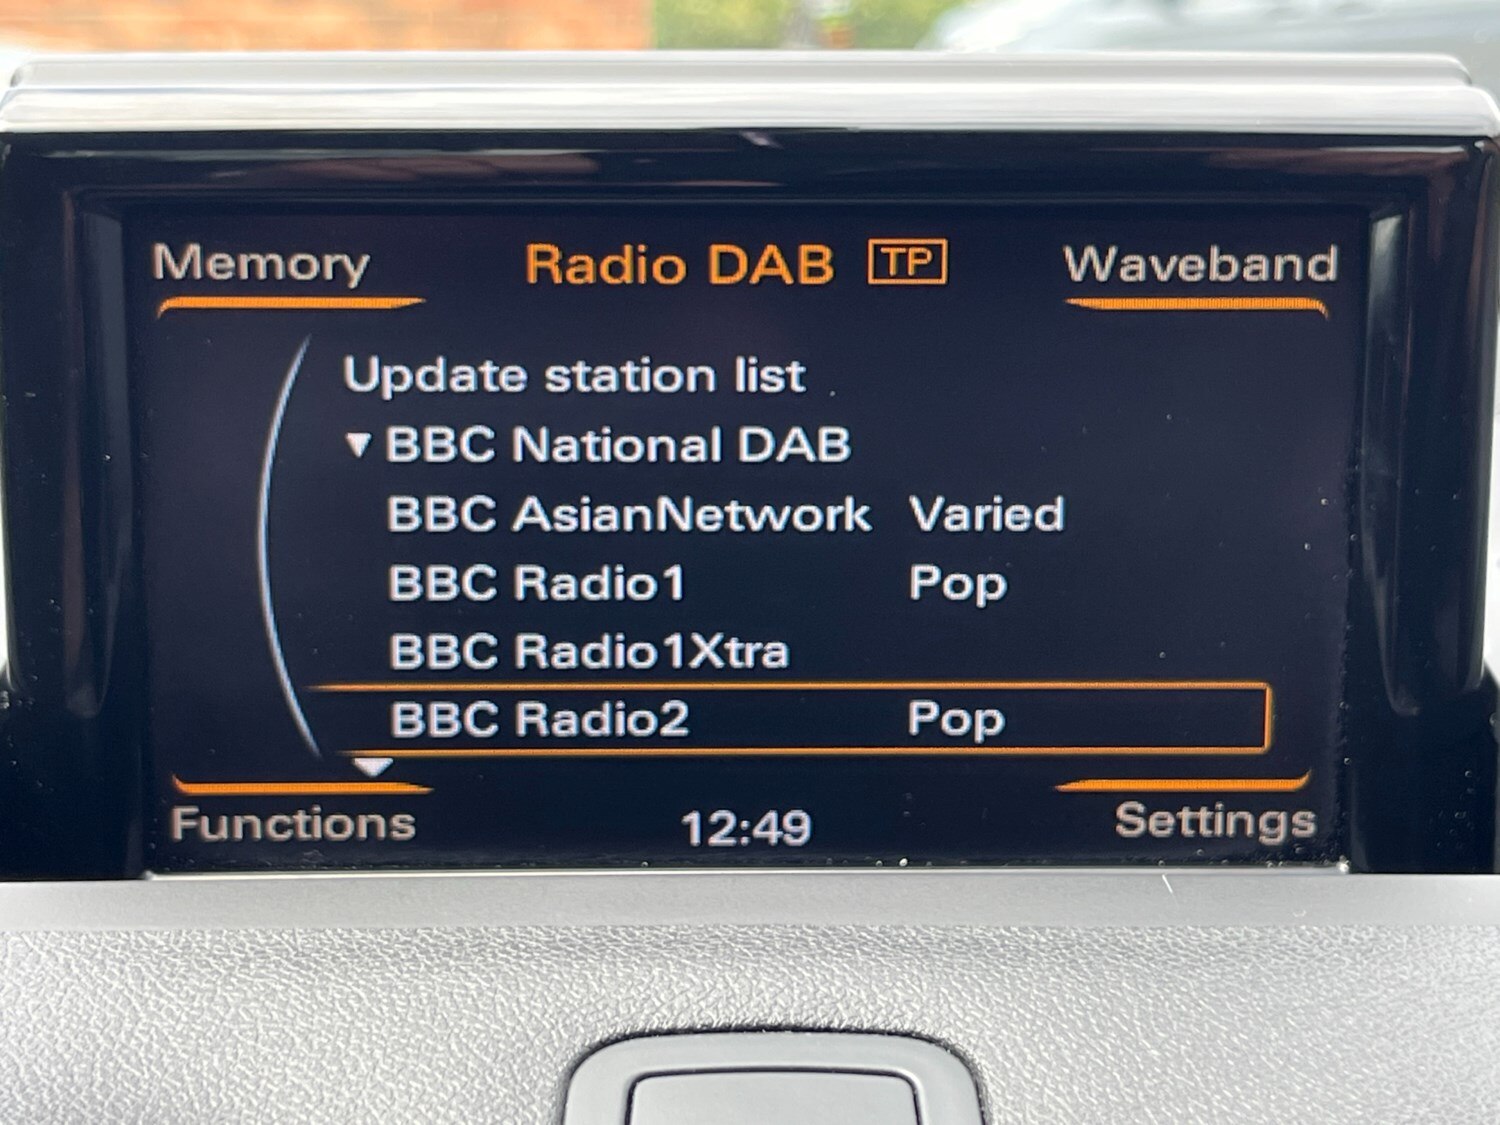 Memory Radio DAB TP Waveband
Update station list
BBC National DAB
BBC AsianNetwork Varied
BBC Radio1 Pop
BBC Radio1Xtra
BBC Radio2 Pop
Functions 12:49 Settings